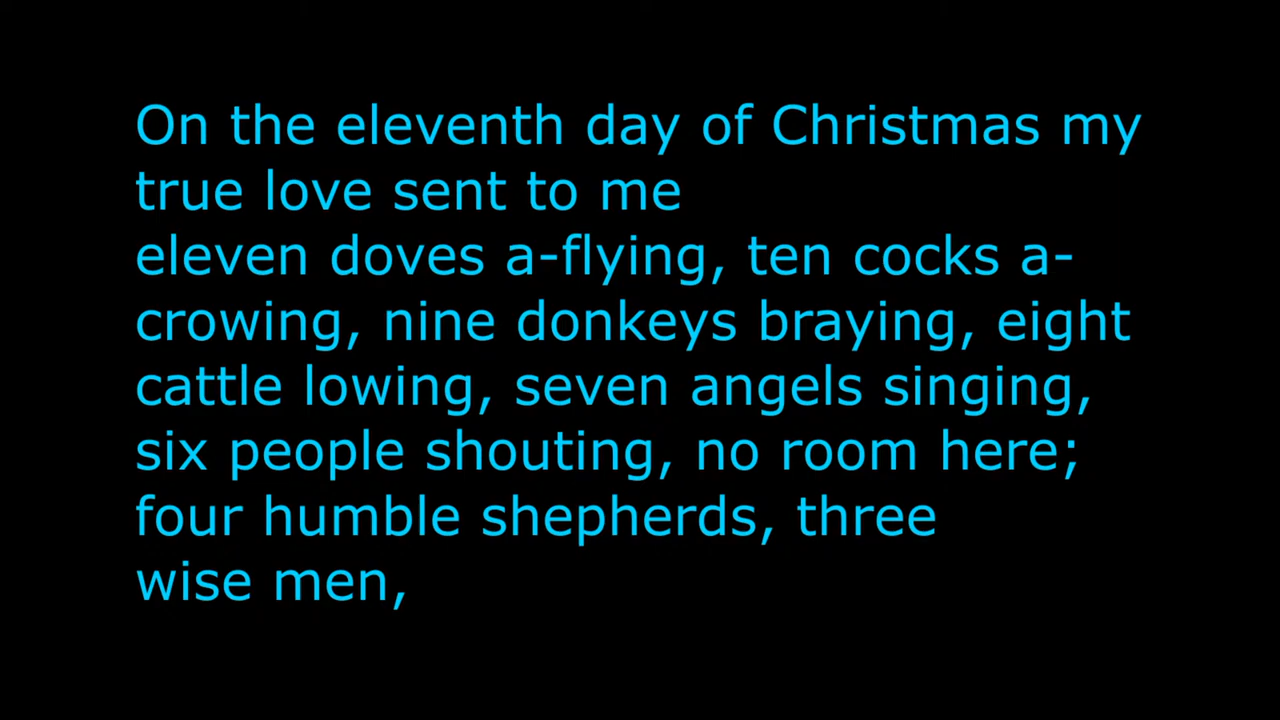 On the eleventh day of Christmas my
true love sent to me
eleven doves a-flying, ten cocks a-
crowing, nine donkeys braying, eight
cattle lowing, seven angels singing,
six people shouting, no room here;
four humble shepherds, three
wise men,